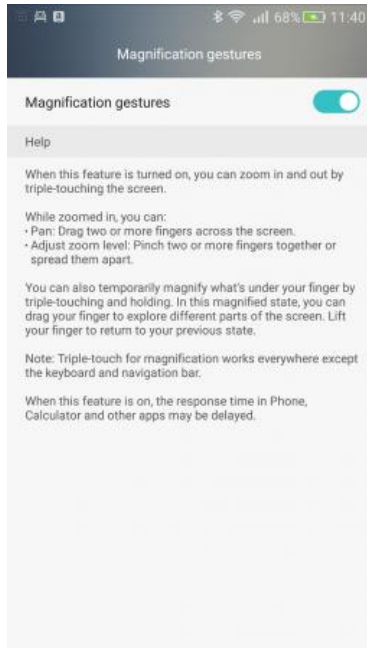 68% 11:40
Magnification gestures
Magnification gestures
Help
When this feature is turned on, you can zoom in and out by
triple-touching the screen.
While zoomed in, you can:
• Pan: Drag two or more fingers across the screen.
• Adjust zoom level: Pinch two or more fingers together or
spread them apart.
You can also temporarily magnify what's under your finger by
triple-touching and holding. In this magnified state, you can
drag your finger to explore different parts of the screen. Lift
your finger to return to your previous state.
Note: Triple-touch for magnification works everywhere except
the keyboard and navigation bar.
When this feature is on, the response time in Phone,
Calculator and other apps may be delayed.